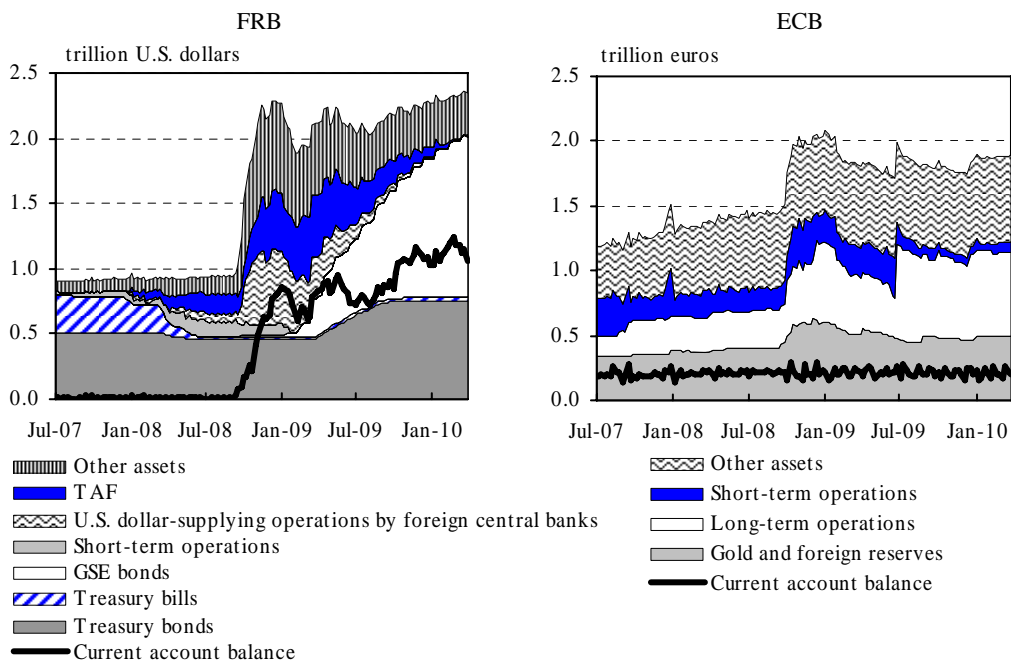 FRB
trillion U.S. dollars
2.5
2.0
1.5
1.0
0.5
0.0
Jul-07 Jan-08 Jul-08 Jan-09 Jul-09 Jan-10
Other assets
TAF
U.S. dollar-supplying operations by foreign central banks
Short-term operations
GSE bonds
Treasury bills
Treasury bonds
Current account balance
ECB
trillion euros
2.5
2.0
1.5
1.0
0.5
0.0
Jul-07 Jan-08 Jul-08 Jan-09 Jul-09 Jan-10
Other assets
Short-term operations
Long-term operations
Gold and foreign reserves
Current account balance